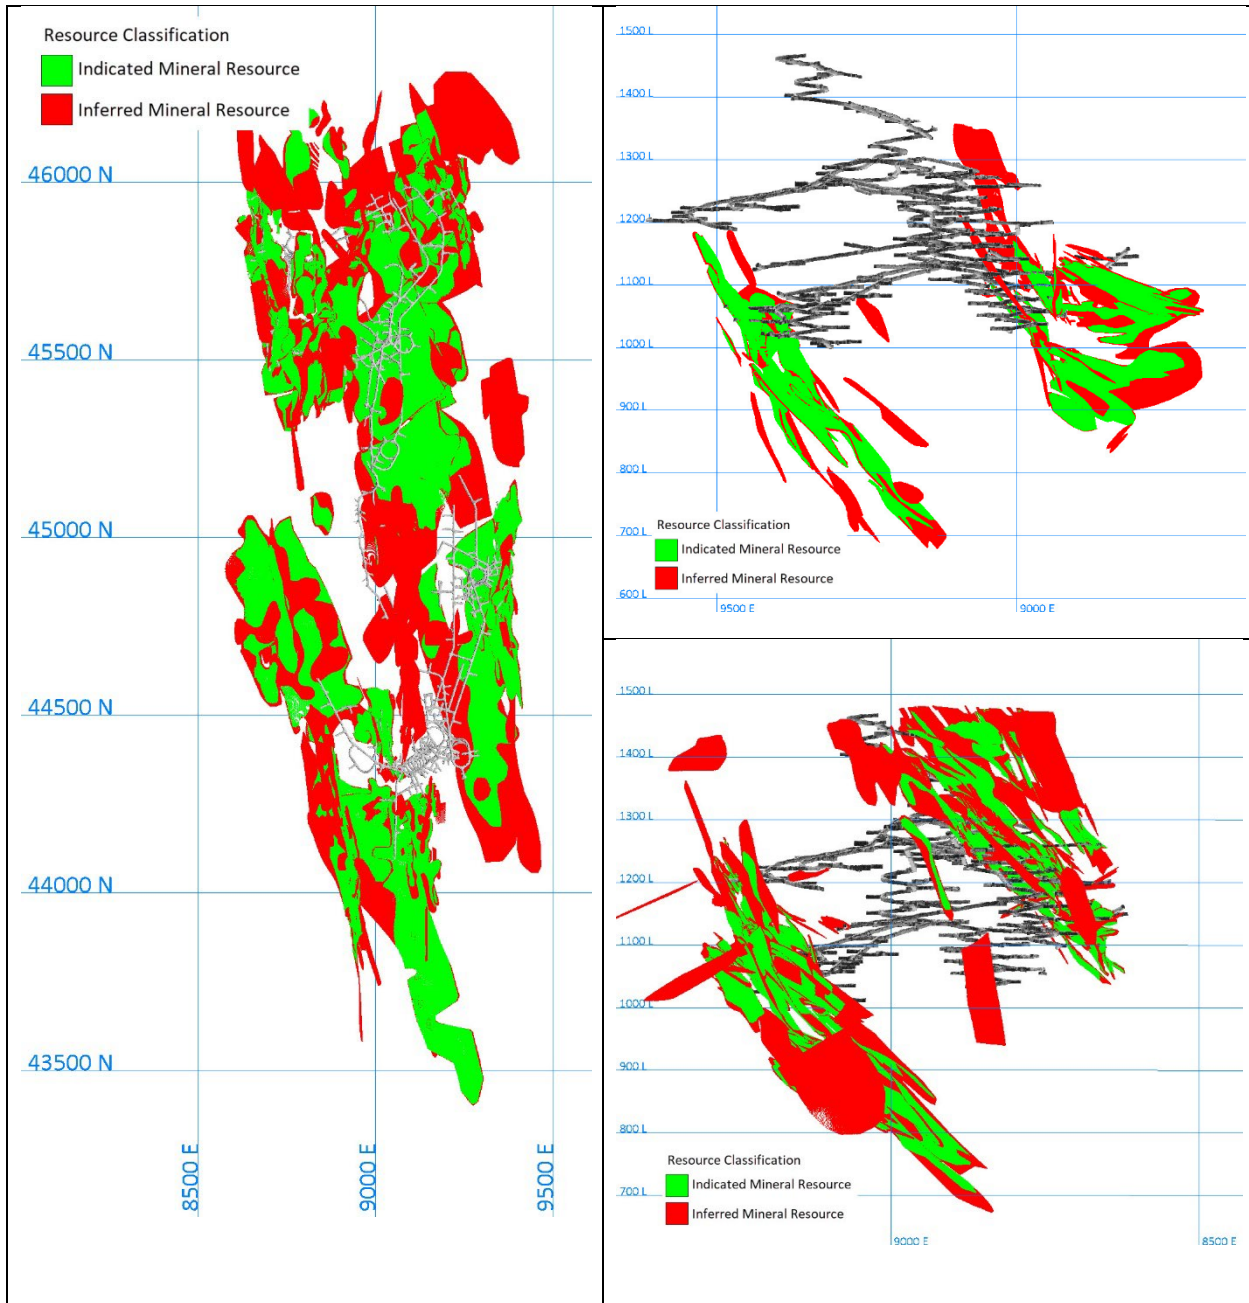 Resource Classification
Indicated Mineral Resource
Inferred Mineral Resource
46000 N
45500 N
45000 N
44500 N
44000 N
43500 N
8500 E
9000 E
9500 E
1500 L
1400 L
1300 L
1200 L
1100 L
1000 L
900 L
800 L
700 L
600 L
Resource Classification
Indicated Mineral Resource
Inferred Mineral Resource
9500 E
9000 E
1500 L
1400 L
1300 L
1200 L
1100 L
1000 L
900 L
800 L
700 L
Resource Classification
Indicated Mineral Resource
Inferred Mineral Resource
9000 E
8500 E